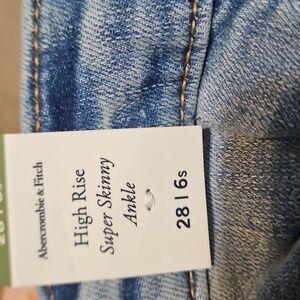 Abercrombie & Fitch
High Rise
Super Skinny
Ankle
28 | 6s